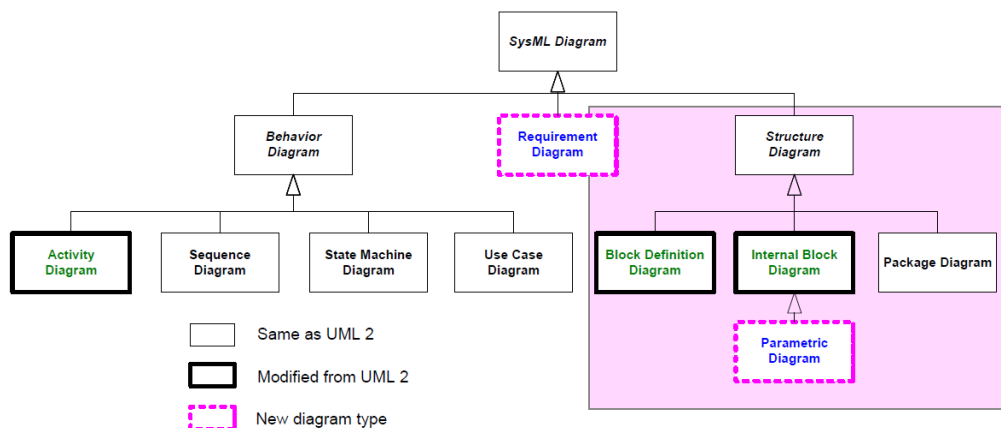 SysML Diagram
Behavior
Diagram
Requirement
Diagram
Structure
Diagram
Activity
Diagram
Sequence
Diagram
State Machine
Diagram
Use Case
Diagram
Block Definition
Diagram
Internal Block
Diagram
Package Diagram
Parametric
Diagram
Same as UML 2
Modified from UML 2
New diagram type